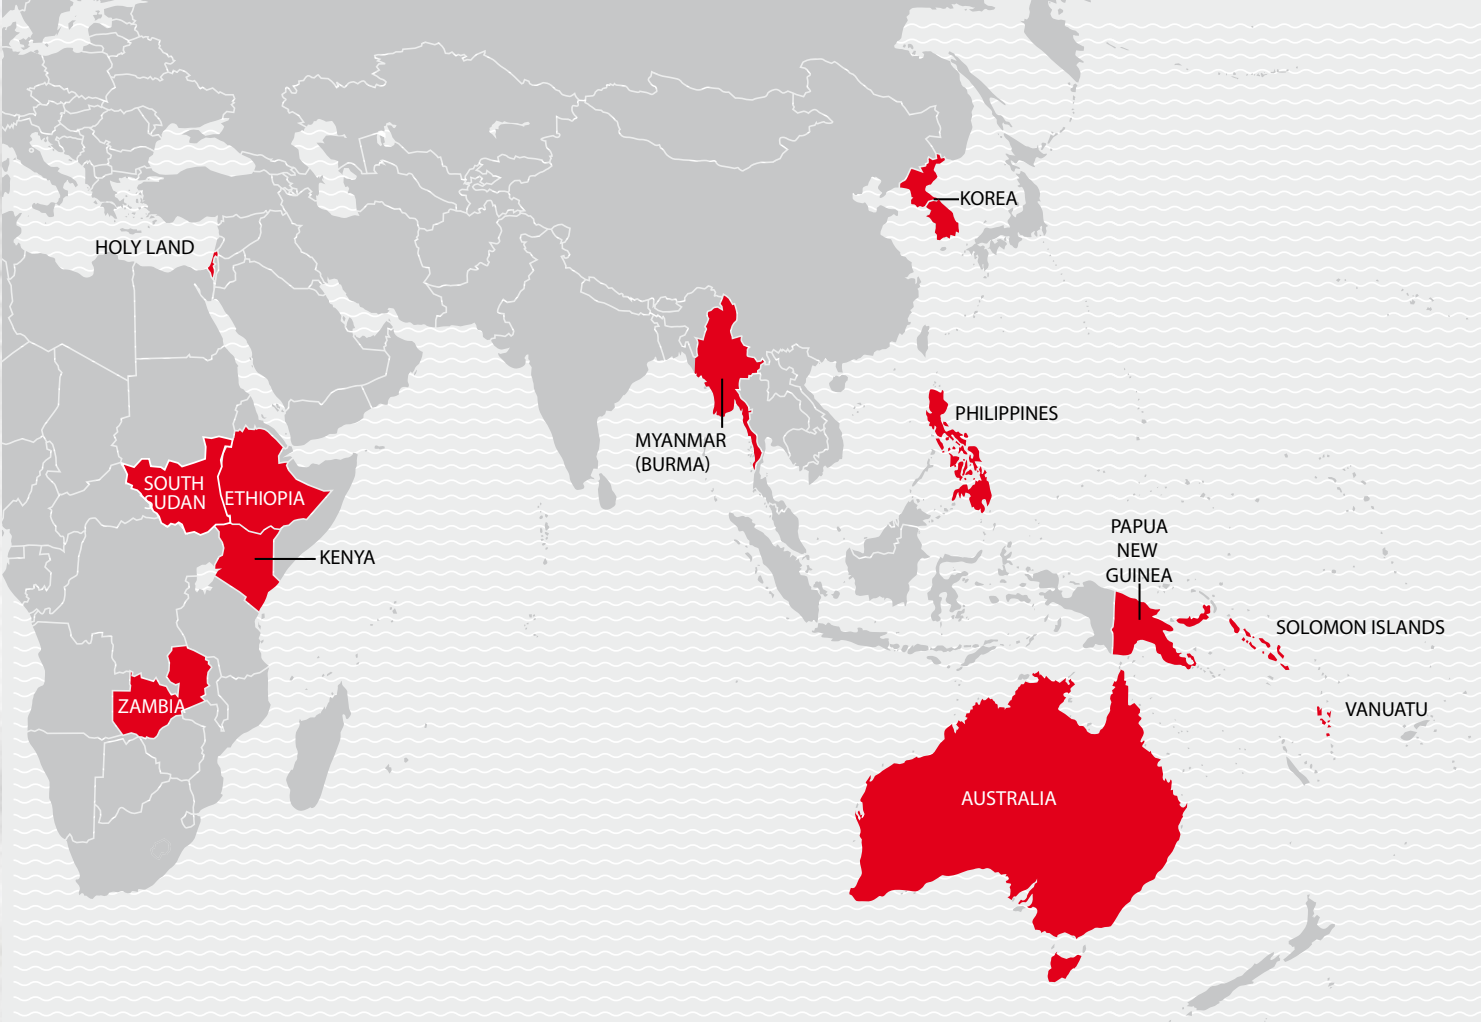 KOREA
HOLY LAND
PHILIPPINES
MYANMAR
(BURMA)
SOUTH
SUDAN
ETHIOPIA
PAPUA
NEW
GUINEA
KENYA
SOLOMON ISLANDS
ZAMBIA
VANUATU
AUSTRALIA